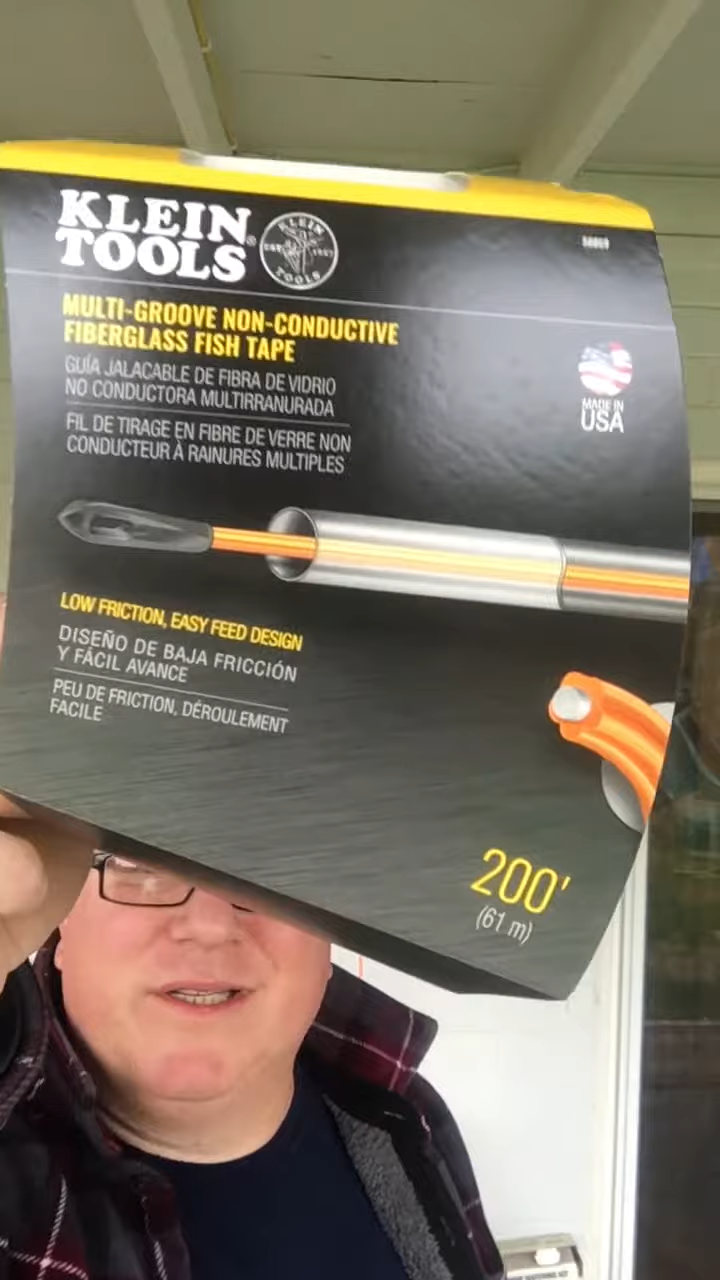 KLEIN
TOOLS®
KLEIN
TOOLS
MULTI-GROOVE NON-CONDUCTIVE
FIBERGLASS FISH TAPE
GUÍA JALACABLE DE FIBRA DE VIDRIO
NO CONDUCTORA MULTIRRANURADA
FIL DE TIRAGE EN FIBRE DE VERRE NON
CONDUCTEUR À RAINURES MULTIPLES
MADE IN
USA
LOW FRICTION, EASY FEED DESIGN
DISEÑO DE BAJA FRICCIÓN
Y FÁCIL AVANCE
PEU DE FRICTION, DÉROULEMENT
FACILE
200'
(61 m)